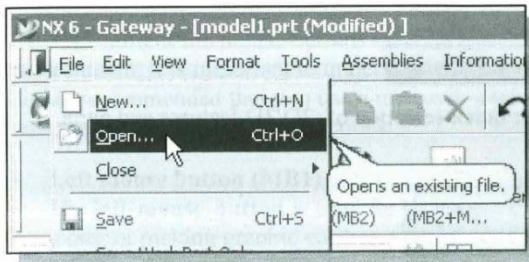 NX 6 - Gateway - [model1.prt (Modified) ]
File Edit View Format Tools Assemblies Information
New... Ctrl+N
Open... Ctrl+O
Close
Opens an existing file.
Save Ctrl+S
(MB2) (MB2+M...